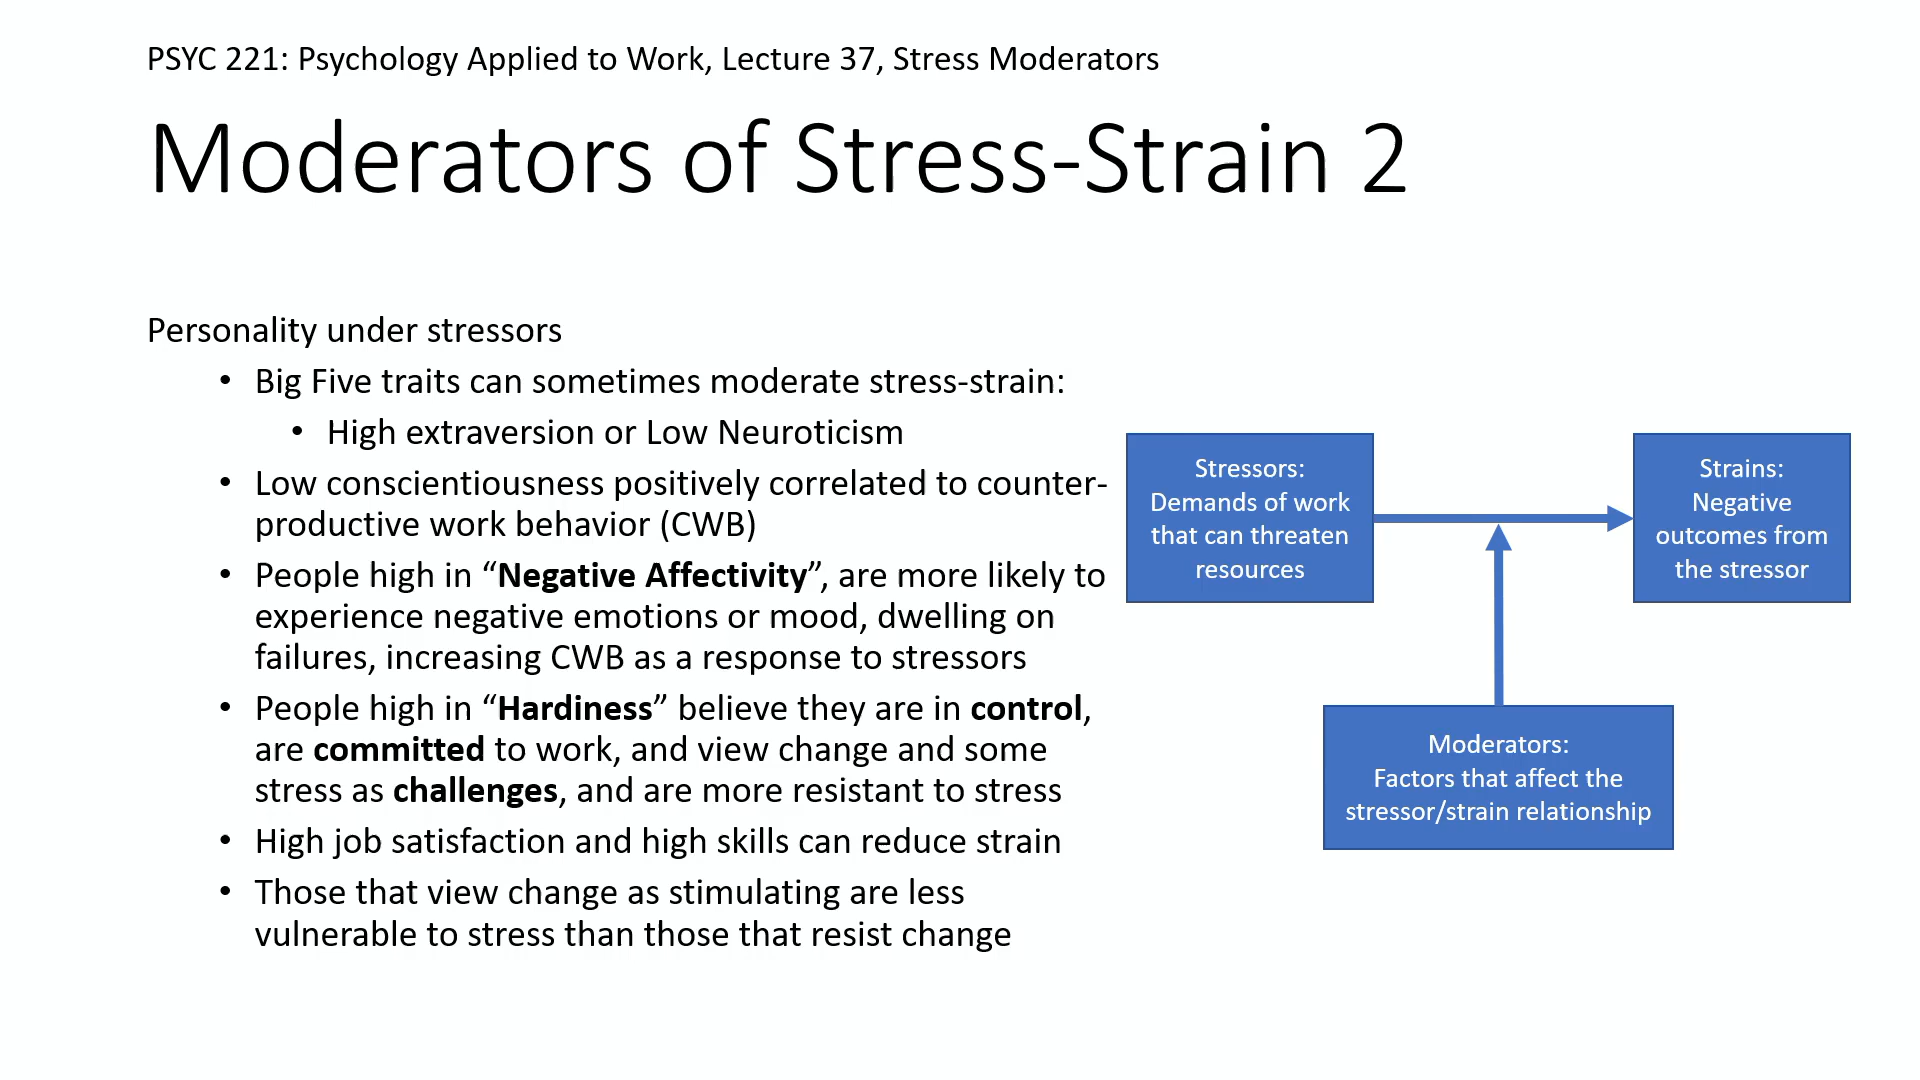 PSYC 221: Psychology Applied to Work, Lecture 37, Stress Moderators
Moderators of Stress-Strain 2
Personality under stressors
• Big Five traits can sometimes moderate stress-strain:
• High extraversion or Low Neuroticism
• Low conscientiousness positively correlated to counter-
productive work behavior (CWB)
• People high in “Negative Affectivity”, are more likely to
experience negative emotions or mood, dwelling on
failures, increasing CWB as a response to stressors
• People high in “Hardiness” believe they are in control,
are committed to work, and view change and some
stress as challenges, and are more resistant to stress
• High job satisfaction and high skills can reduce strain
• Those that view change as stimulating are less
vulnerable to stress than those that resist change
Stressors:
Demands of work
that can threaten
resources
Strains:
Negative
outcomes from
the stressor
Moderators:
Factors that affect the
stressor/strain relationship